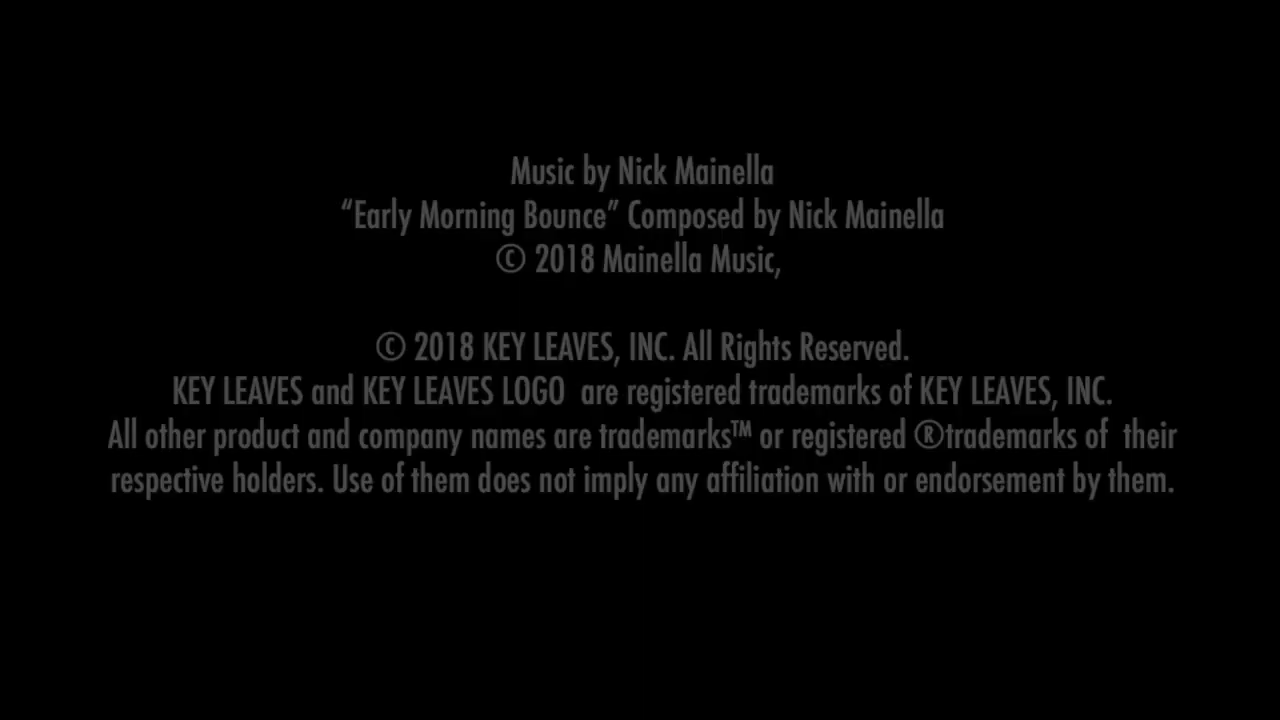 Music by Nick Mainella
“Early Morning Bounce” Composed by Nick Mainella
© 2018 Mainella Music,
© 2018 KEY LEAVES, INC. All Rights Reserved.
KEY LEAVES and KEY LEAVES LOGO  are registered trademarks of KEY LEAVES, INC.
All other product and company names are trademarks™ or registered ®trademarks of  their
respective holders. Use of them does not imply any affiliation with or endorsement by them.